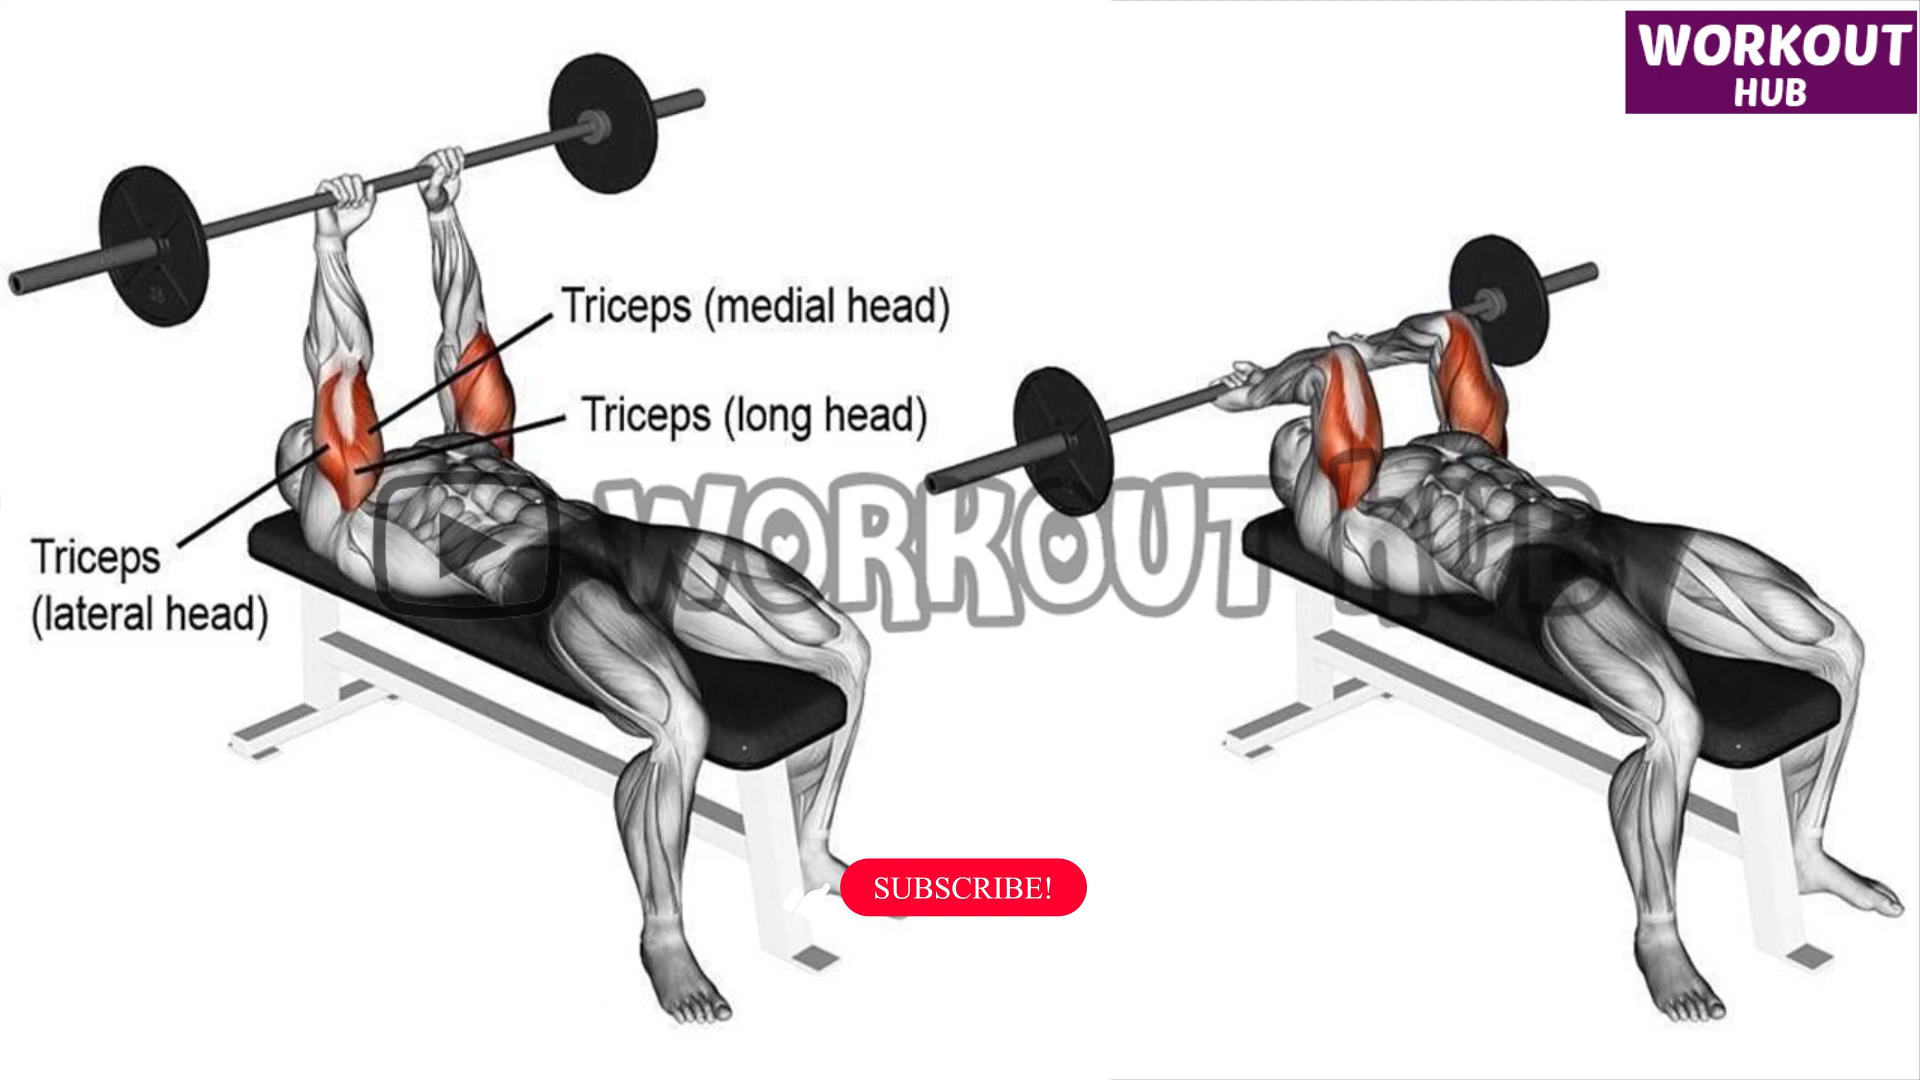 WORKOUT
HUB
Triceps (medial head)
Triceps (long head)
Triceps
(lateral head)
WORKOUT HUB
SUBSCRIBE!